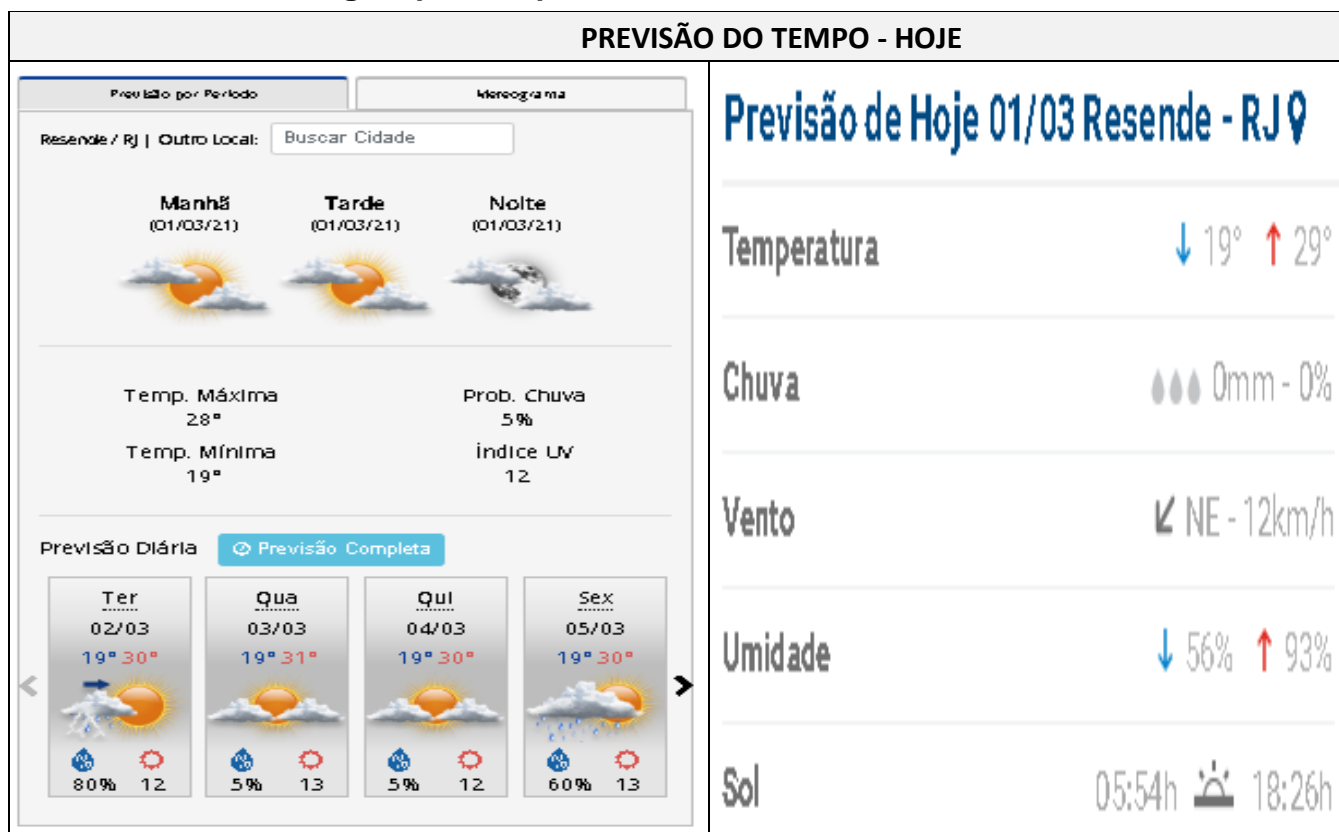 PREVISÃO DO TEMPO - HOJE
Previsão por Período
Meteograma
Resende / RJ | Outro Local: Buscar Cidade
Manhã Tarde Noite
(01/03/21) (01/03/21) (01/03/21)
Temp. Máxima Prob. Chuva
28° 5%
Temp. Mínima Índice UV
19° 12
Previsão Diária Previsão Completa
Ter Qua Qui Sex
02/03 03/03 04/03 05/03
19° 30° 19° 31° 19° 30° 19° 30°
80% 12 5% 13 5% 12 60% 13
Previsão de Hoje 01/03 Resende - RJ
Temperatura 19° 29°
Chuva 0mm - 0%
Vento NE - 12km/h
Umidade 56% 93%
Sol 05:54h 18:26h